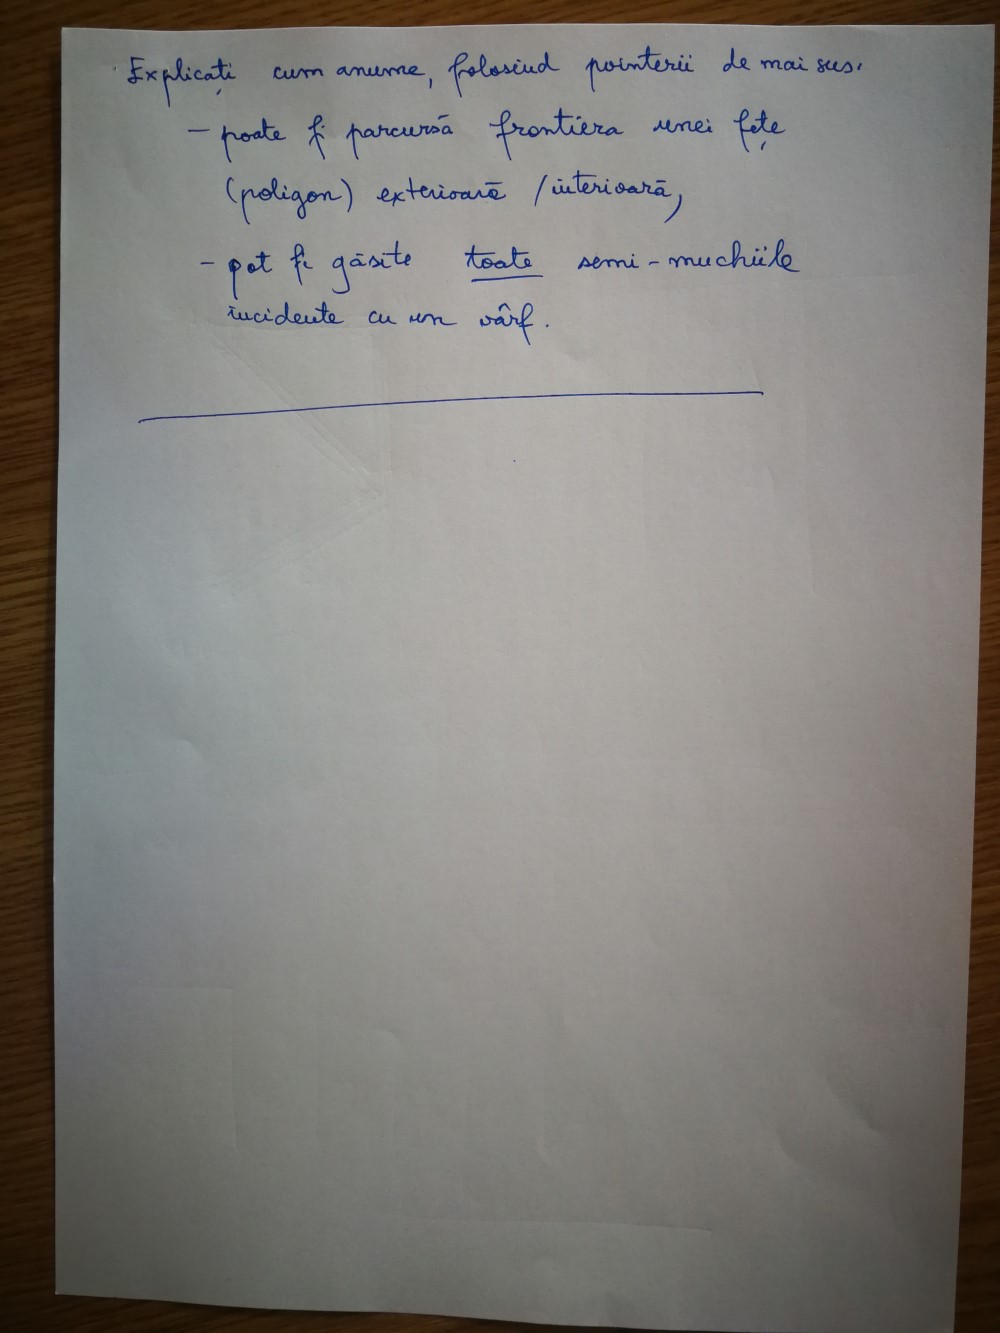 Explicați cum anume, folosind pointerii de mai sus,
- poate fi parcursă frontiera unei fețe
(poligon) exterioară / interioară,
- pot fi găsite toate semi-muchiile
incidente cu un vârf.